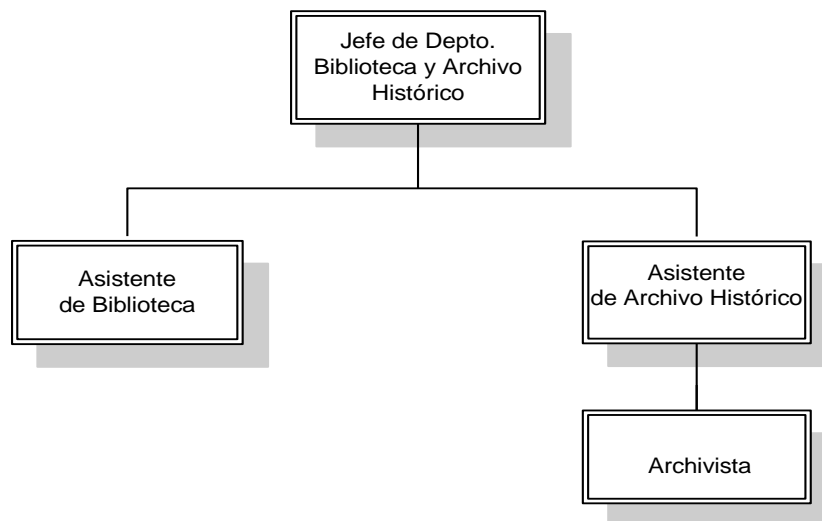 Jefe de Depto.
Biblioteca y Archivo
Histórico
Asistente
de Biblioteca
Asistente
de Archivo Histórico
Archivista